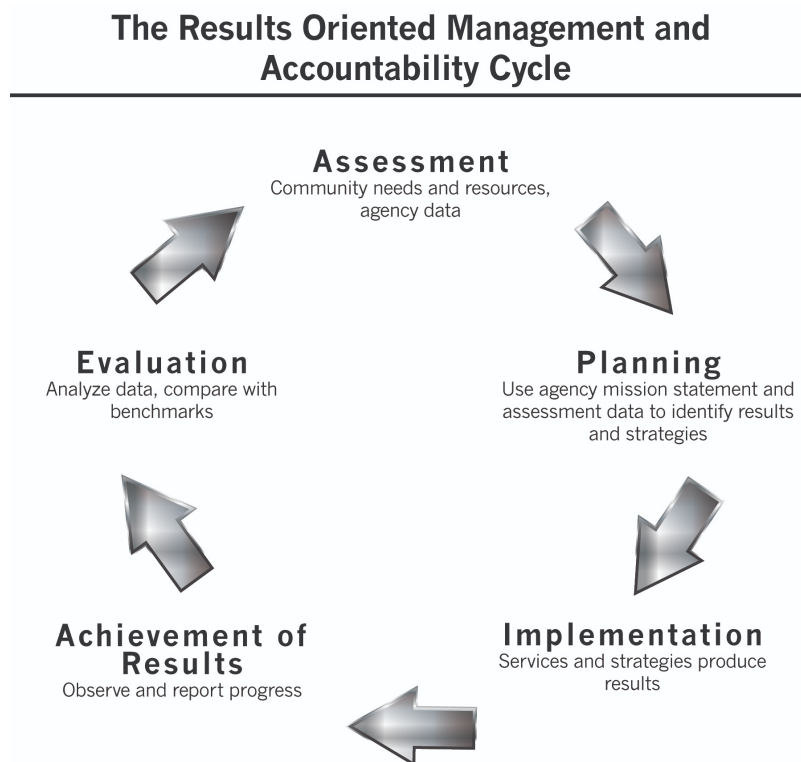 The Results Oriented Management and
Accountability Cycle
Assessment
Community needs and resources,
agency data
Planning
Use agency mission statement and
assessment data to identify results
and strategies
Implementation
Services and strategies produce
results
Achievement of
Results
Observe and report progress
Evaluation
Analyze data, compare with
benchmarks